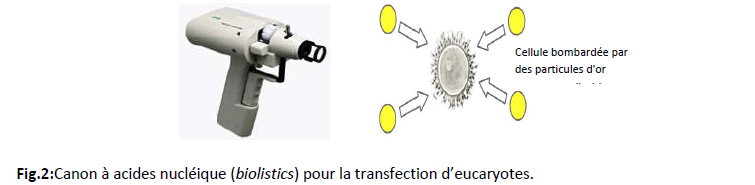 Cellule bombardée par
des particules d'or
Fig.2:Canon à acides nucléique (biolistics) pour la transfection d'eucaryotes.